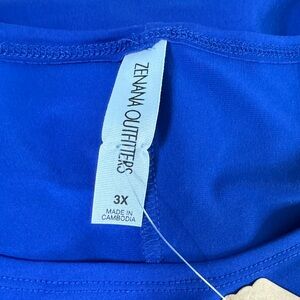 ZENANA OUTFITTERS
3X
MADE IN
CAMBODIA